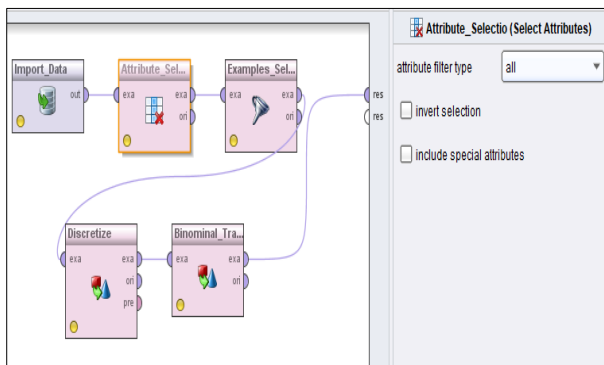 Attribute_Selectio (Select Attributes)
Import_Data
Attribute_Sel...
Examples_Sel...
attribute filter type
all
out
exa
exa
exa
exa
res
ori
ori
res
invert selection
include special attributes
Discretize
Binominal_Tra...
exa
exa
exa
exa
ori
ori
pre